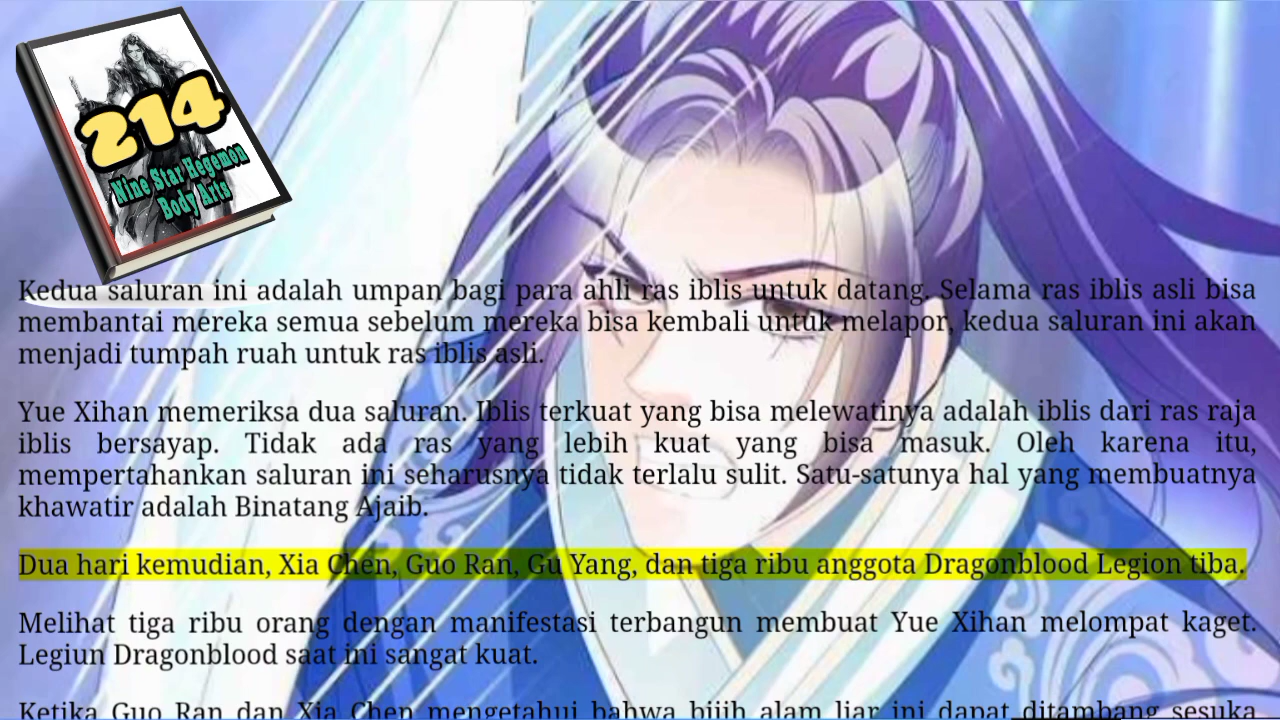 214
Nine Star Hegemon
Body Arts
Kedua saluran ini adalah umpan bagi para ahli ras iblis untuk datang. Selama ras iblis asli bisa
membantai mereka semua sebelum mereka bisa kembali untuk melapor, kedua saluran ini akan
menjadi tumpah ruah untuk ras iblis asli.
Yue Xihan memeriksa dua saluran. Iblis terkuat yang bisa melewatinya adalah iblis dari ras raja
iblis bersayap. Tidak ada ras yang lebih kuat yang bisa masuk. Oleh karena itu,
mempertahankan saluran ini seharusnya tidak terlalu sulit. Satu-satunya hal yang membuatnya
khawatir adalah Binatang Ajaib.
Dua hari kemudian, Xia Chen, Guo Ran, Gu Yang, dan tiga ribu anggota Dragonblood Legion tiba.
Melihat tiga ribu orang dengan manifestasi terbangun membuat Yue Xihan melompat kaget.
Legiun Dragonblood saat ini sangat kuat.
Ketika Guo Ran dan Xia Chen mengetahui bahwa bijih alam liar ini dapat ditambang sesuka